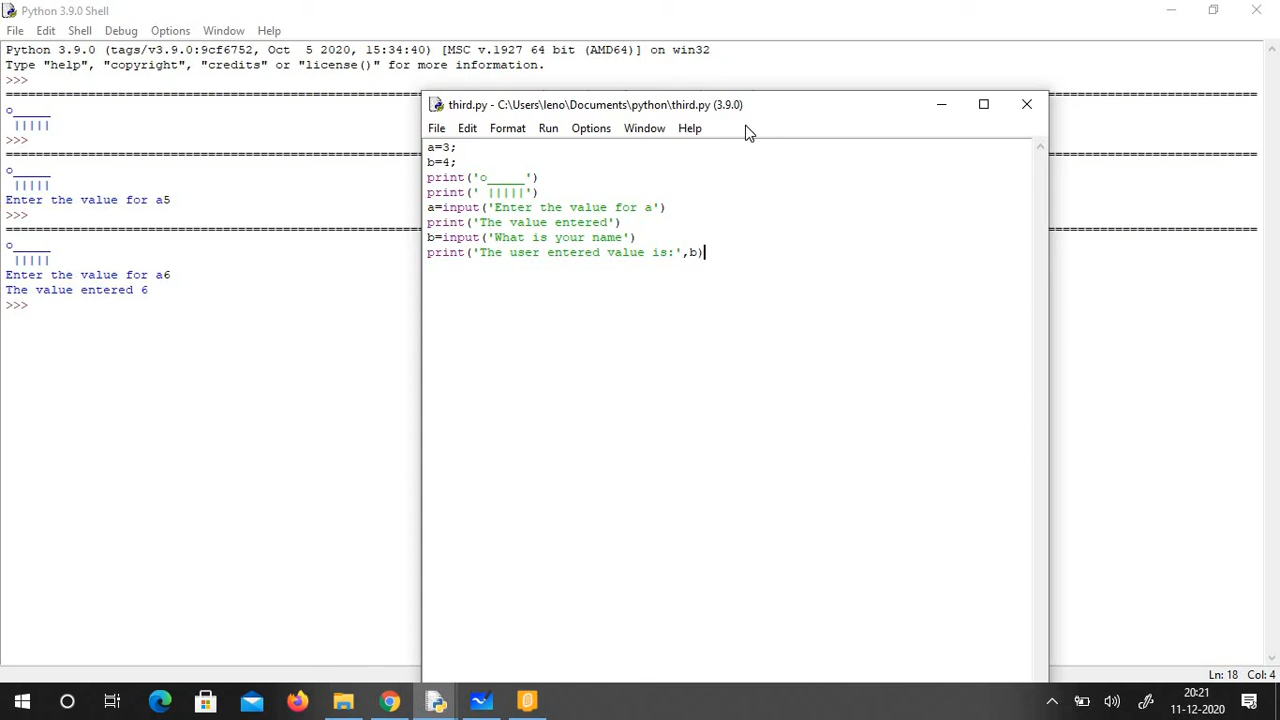 Python 3.9.0 Shell
File Edit Shell Debug Options Window Help
Python 3.9.0 (tags/v3.9.0:9cf6752, Oct  5 2020, 15:34:40) [MSC v.1927 64 bit (AMD64)] on win32
Type "help", "copyright", "credits" or "license()" for more information.
>>>
o_____
 |||||
>>>
o_____
 |||||
Enter the value for a5
>>>
o_____
 |||||
Enter the value for a6
The value entered 6
>>>
third.py - C:\Users\leno\Documents\python\third.py (3.9.0)
File Edit Format Run Options Window Help
a=3;
b=4;
print('o_____')
print(' |||||')
a=input('Enter the value for a')
print('The value entered')
b=input('What is your name')
print('The user entered value is:',b)
Ln: 18 Col: 4
20:21
11-12-2020